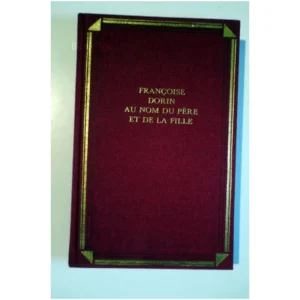 FRANÇOISE
DORIN
AU NOM DU PÈRE
ET DE LA FILLE